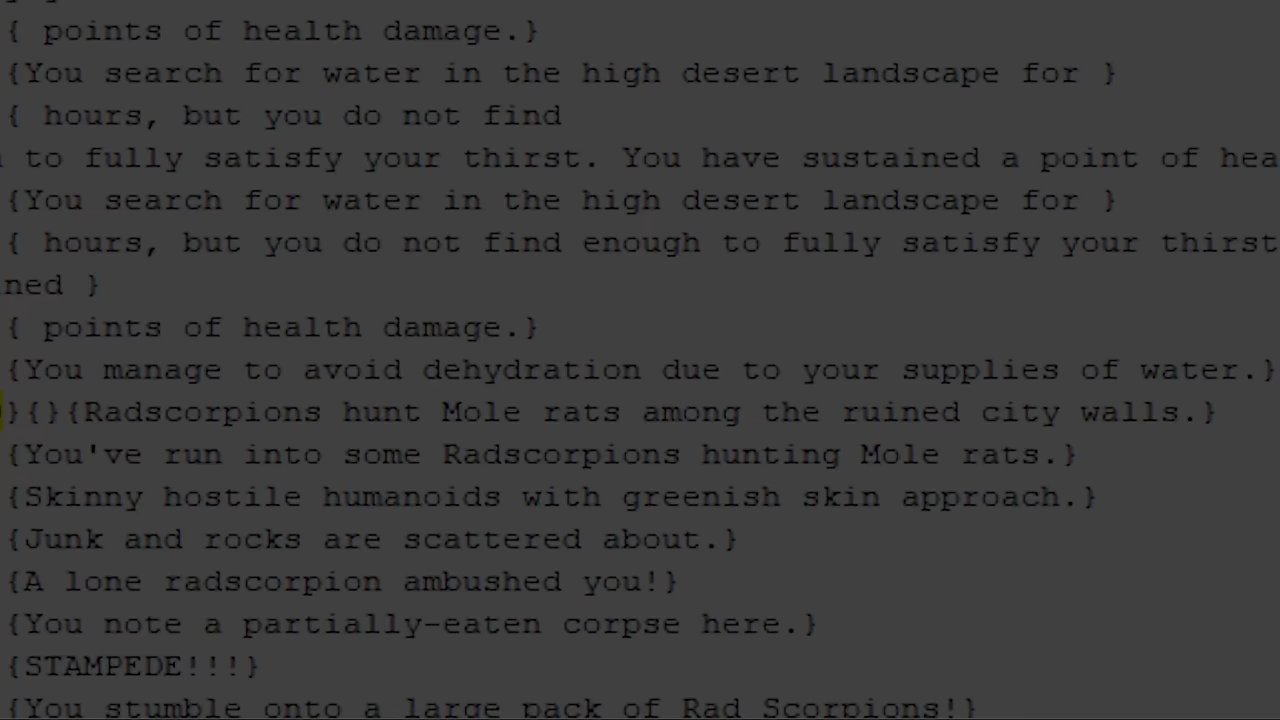 { points of health damage.}
{You search for water in the high desert landscape for }
{ hours, but you do not find
to fully satisfy your thirst. You have sustained a point of hea
{You search for water in the high desert landscape for }
{ hours, but you do not find enough to fully satisfy your thirst
ned }
{ points of health damage.}
{You manage to avoid dehydration due to your supplies of water.}
}{}{Radscorpions hunt Mole rats among the ruined city walls.}
{You've run into some Radscorpions hunting Mole rats.}
{Skinny hostile humanoids with greenish skin approach.}
{Junk and rocks are scattered about.}
{A lone radscorpion ambushed you!}
{You note a partially-eaten corpse here.}
{STAMPEDE!!!}
{You stumble onto a large pack of Rad Scorpions!}